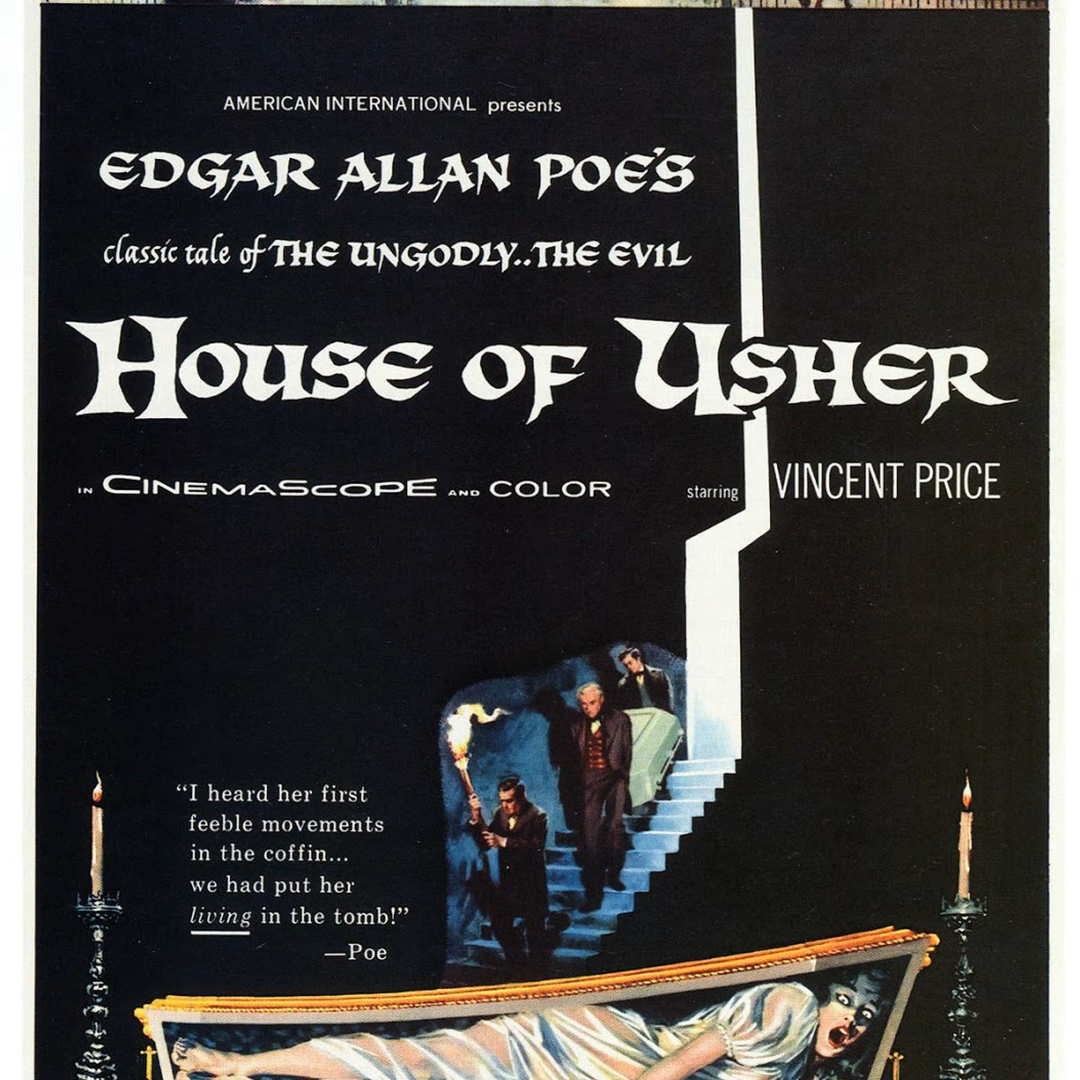 AMERICAN INTERNATIONAL presents
EDGAR ALLAN POE'S
classic tale of THE UNGODLY..THE EVIL
HOUSE OF USHER
IN CINEMASCOPE AND COLOR
starring VINCENT PRICE
“I heard her first
feeble movements
in the coffin...
we had put her
living in the tomb!”
—Poe